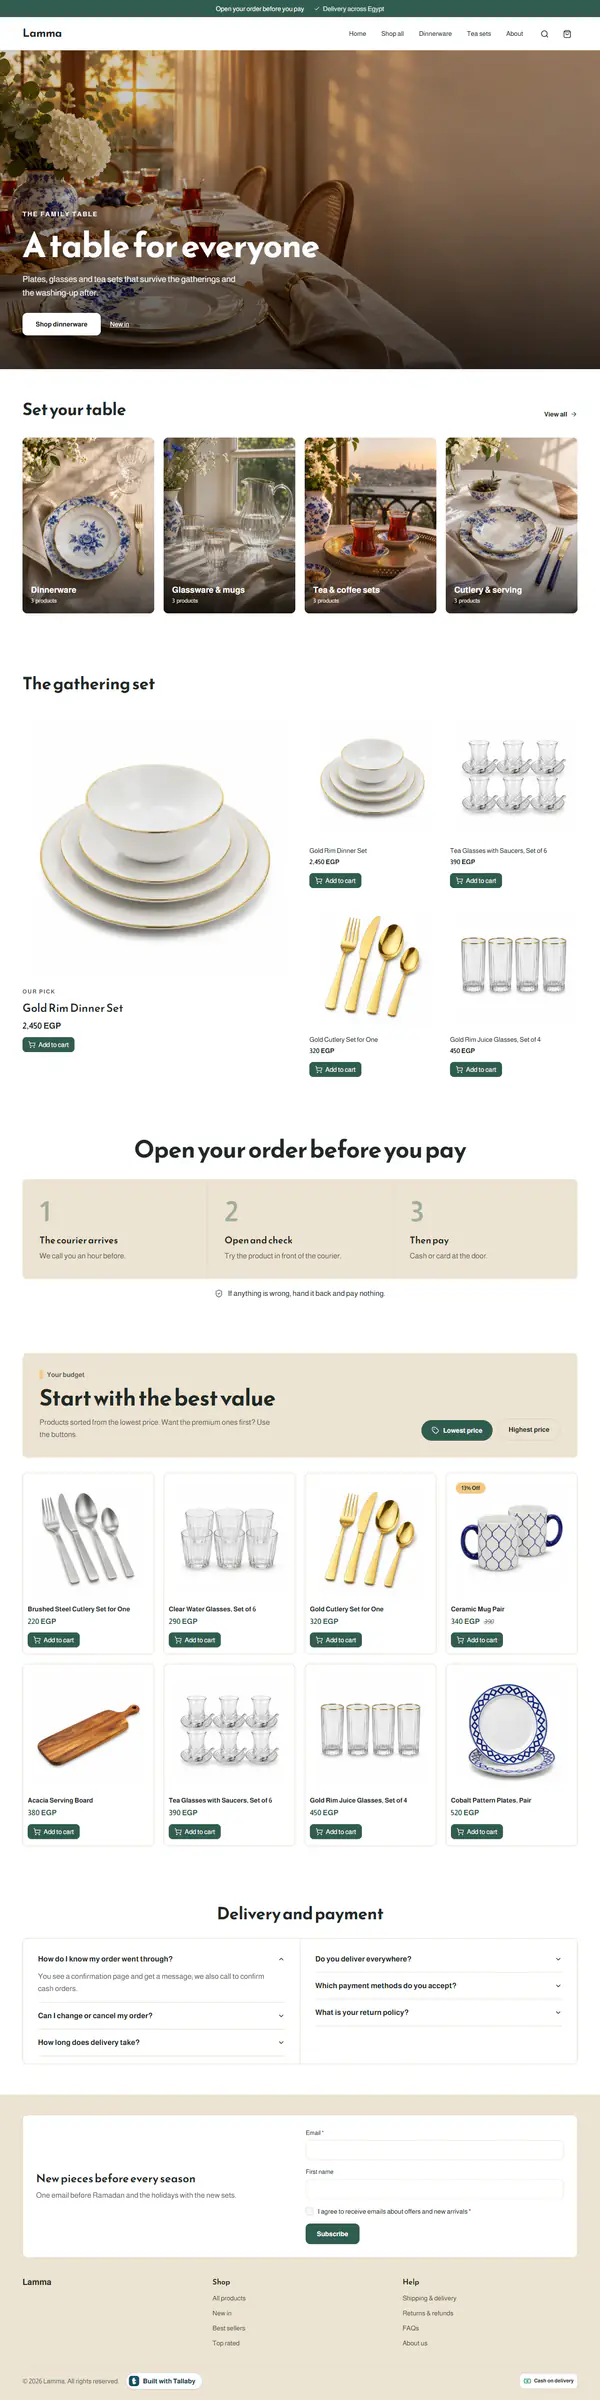 Open your order before you pay
Delivery across Egypt
Lamma
Home
Shop all
Dinnerware
Tea sets
About
THE FAMILY TABLE
A table for everyone
Plates, glasses and tea sets that survive the gatherings and
the washing-up after.
Shop dinnerware
New in
Set your table
View all
Dinnerware
3 products
Glassware & mugs
3 products
Tea & coffee sets
3 products
Cutlery & serving
3 products
The gathering set
OUR PICK
Gold Rim Dinner Set
2,450 EGP
Add to cart
Gold Rim Dinner Set
2,450 EGP
Add to cart
Tea Glasses with Saucers, Set of 6
390 EGP
Add to cart
Gold Cutlery Set for One
320 EGP
Add to cart
Gold Rim Juice Glasses, Set of 4
450 EGP
Add to cart
Open your order before you pay
1
The courier arrives
We call you an hour before.
2
Open and check
Try the product in front of the courier.
3
Then pay
Cash or card at the door.
If anything is wrong, hand it back and pay nothing.
Your budget
Start with the best value
Products sorted from the lowest price. Want the premium ones first? Use
the buttons.
Lowest price
Highest price
Brushed Steel Cutlery Set for One
220 EGP
Add to cart
Clear Water Glasses, Set of 6
290 EGP
Add to cart
Gold Cutlery Set for One
320 EGP
Add to cart
13% Off
Ceramic Mug Pair
340 EGP 390
Add to cart
Acacia Serving Board
380 EGP
Add to cart
Tea Glasses with Saucers, Set of 6
390 EGP
Add to cart
Gold Rim Juice Glasses, Set of 4
450 EGP
Add to cart
Cobalt Pattern Plates, Pair
520 EGP
Add to cart
Delivery and payment
How do I know my order went through?
You see a confirmation page and get a message, we also call to confirm
cash orders.
Can I change or cancel my order?
How long does delivery take?
Do you deliver everywhere?
Which payment methods do you accept?
What is your return policy?
New pieces before every season
One email before Ramadan and the holidays with the new sets.
Email *
First name
I agree to receive emails about offers and new arrivals *
Subscribe
Lamma
Shop
All products
New in
Best sellers
Top rated
Help
Shipping & delivery
Returns & refunds
FAQs
About us
© 2026 Lamma. All rights reserved.
Built with Tallaby
Cash on delivery